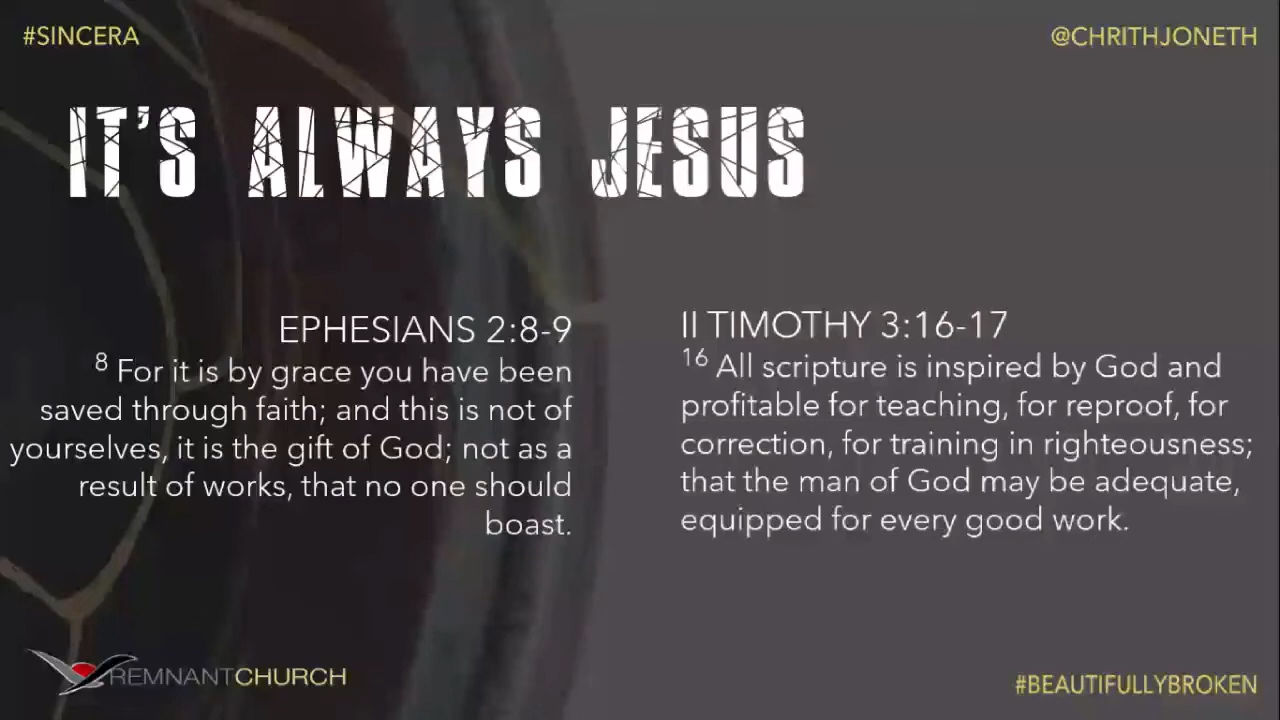 #SINCERA
@CHRITHJONETH
IT'S ALWAYS JESUS
EPHESIANS 2:8-9
8 For it is by grace you have been
saved through faith; and this is not of
yourselves, it is the gift of God; not as a
result of works, that no one should
boast.
II TIMOTHY 3:16-17
16 All scripture is inspired by God and
profitable for teaching, for reproof, for
correction, for training in righteousness;
that the man of God may be adequate,
equipped for every good work.
REMNANTCHURCH
#BEAUTIFULLYBROKEN